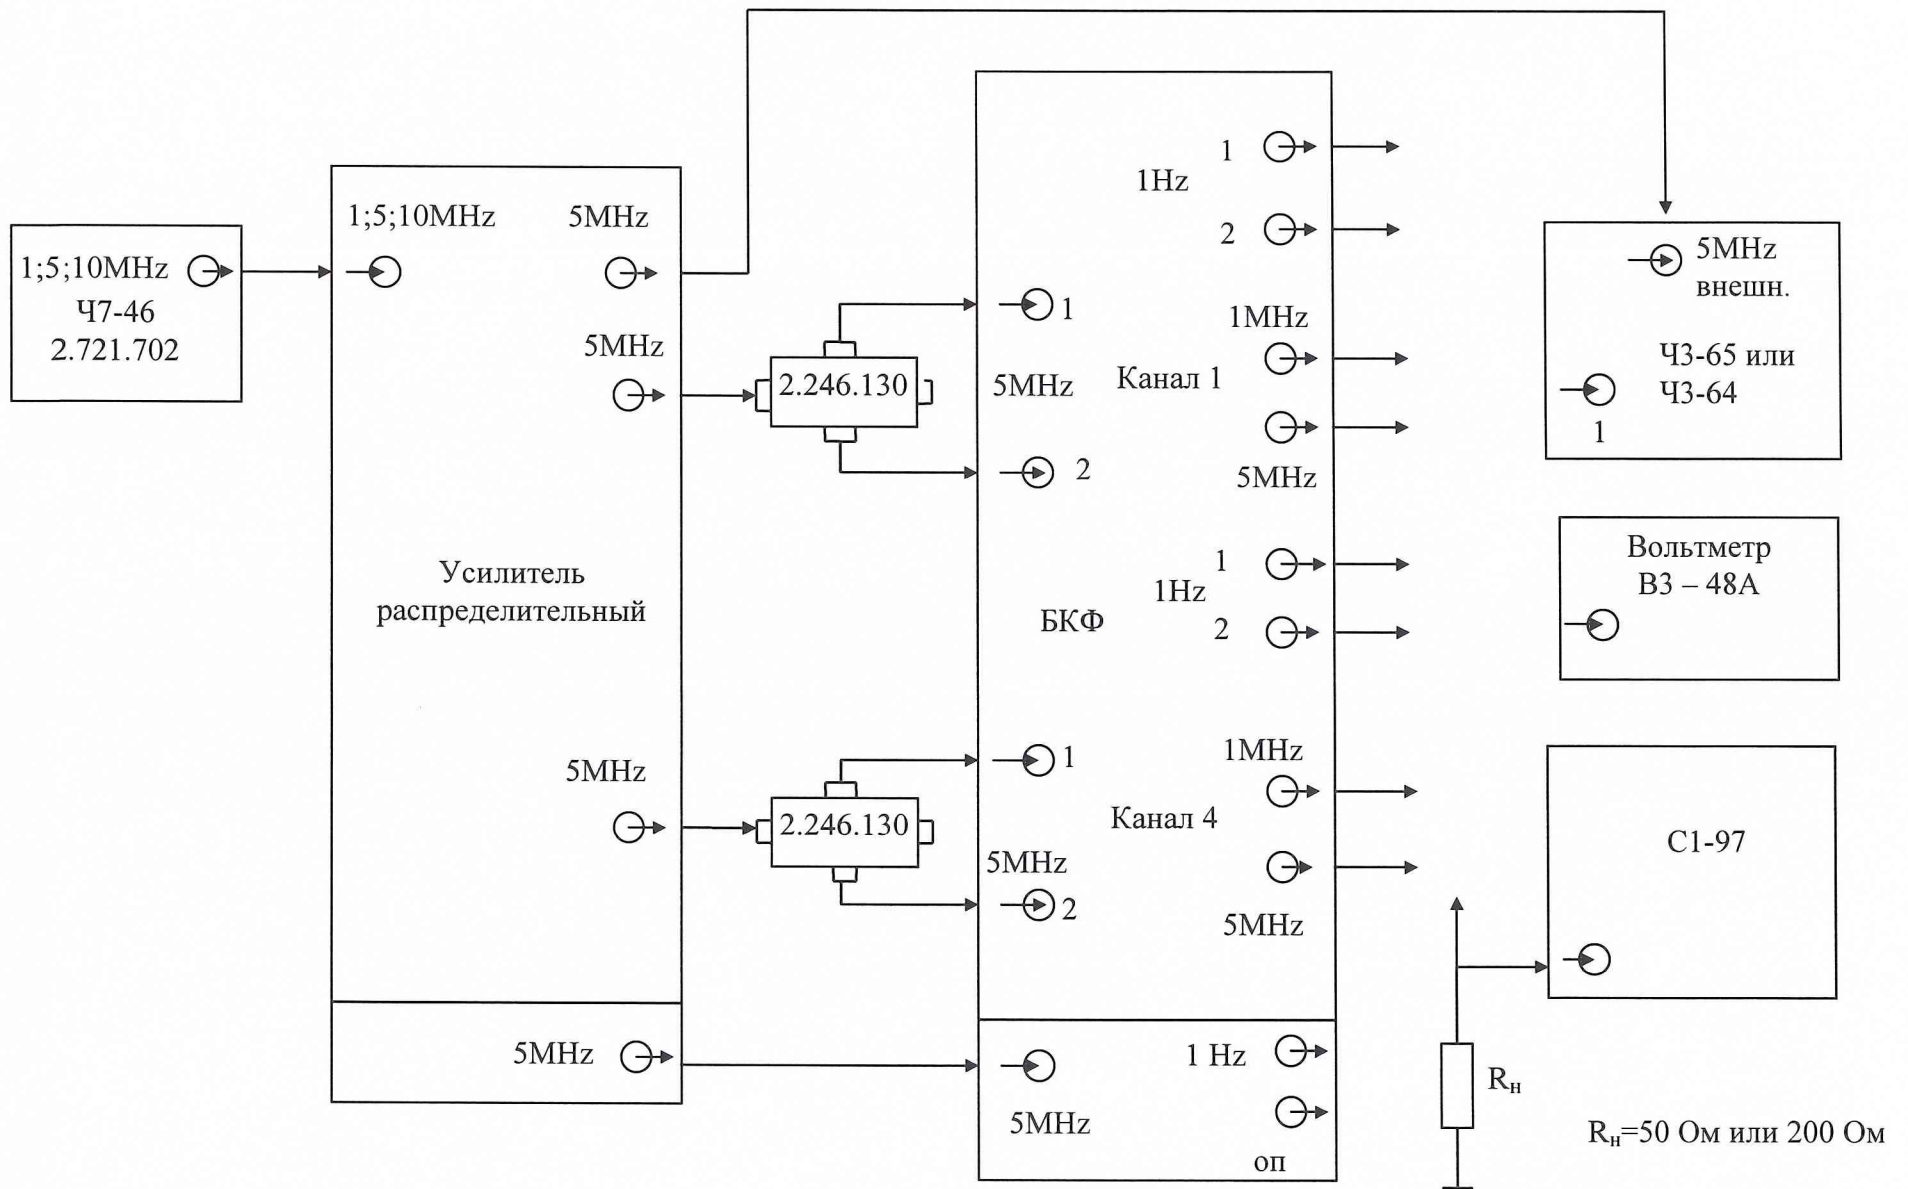 1;5;10MHz
Ч7-46
2.721.702
1;5;10MHz
5MHz
5MHz
Усилитель
распределительный
5MHz
5MHz
2.246.130
2.246.130
1
1Hz
2
1
5MHz
2
1MHz
Канал 1
5MHz
1
1Hz
2
БКФ
1
5MHz
2
1MHz
Канал 4
5MHz
5MHz
1 Hz
оп
5MHz
внешн.
Ч3-65 или
Ч3-64
1
Вольтметр
В3 – 48А
С1-97
Rн
Rн=50 Ом или 200 Ом